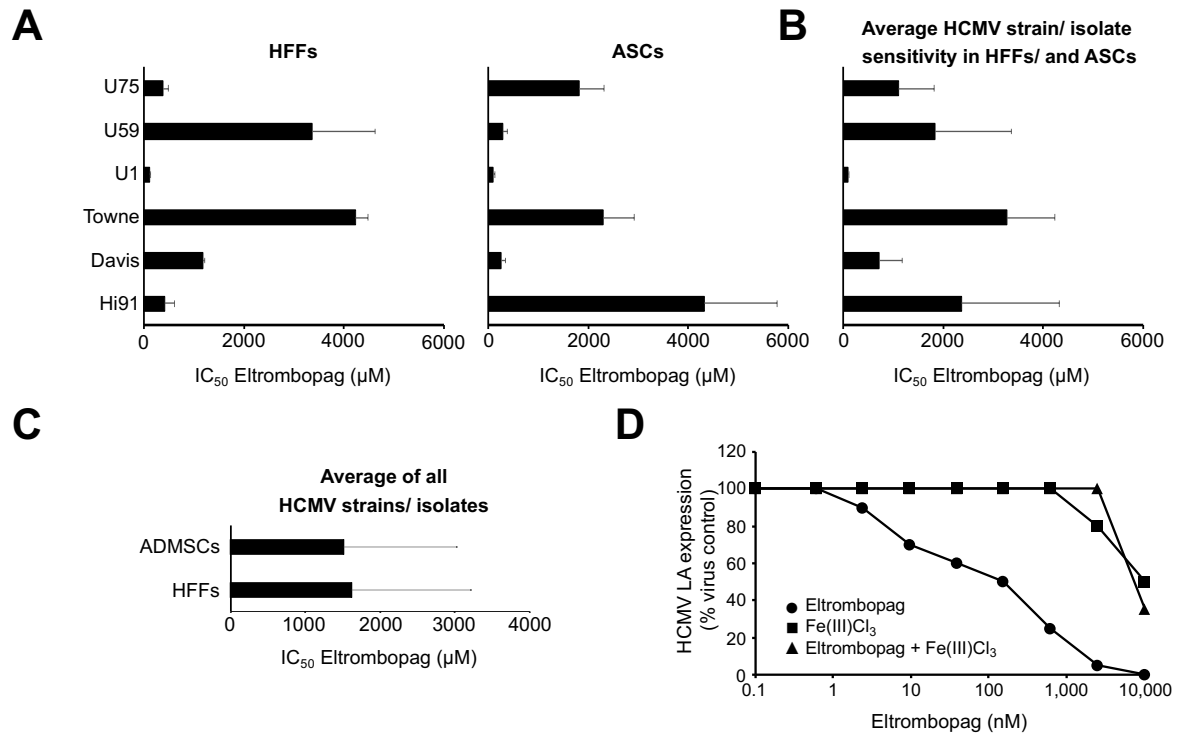 A
HFFs
ASCs
U75
U59
U1
Towne
Davis
Hi91
0 2000 4000 6000
IC50 Eltrombopag (µM)
0 2000 4000 6000
IC50 Eltrombopag (µM)
B
Average HCMV strain/ isolate
sensitivity in HFFs/ and ASCs
0 2000 4000 6000
IC50 Eltrombopag (µM)
C
Average of all
HCMV strains/ isolates
ADMSCs
HFFs
0 1000 2000 3000 4000
IC50 Eltrombopag (µM)
D
HCMV LA expression
(% virus control)
120
100
80
60
40
20
0
Eltrombopag
Fe(III)Cl3
Eltrombopag + Fe(III)Cl3
0.1 1 10 100 1,000 10,000
Eltrombopag (nM)